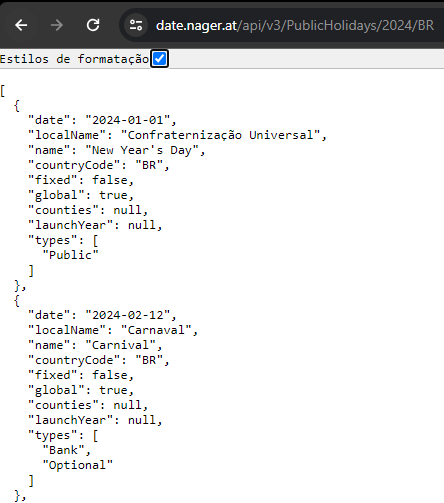 date.nager.at/api/v3/PublicHolidays/2024/BR
Estilos de formatação
[
  {
    "date": "2024-01-01",
    "localName": "Confraternização Universal",
    "name": "New Year's Day",
    "countryCode": "BR",
    "fixed": false,
    "global": true,
    "counties": null,
    "launchYear": null,
    "types": [
      "Public"
    ]
  },
  {
    "date": "2024-02-12",
    "localName": "Carnaval",
    "name": "Carnival",
    "countryCode": "BR",
    "fixed": false,
    "global": true,
    "counties": null,
    "launchYear": null,
    "types": [
      "Bank",
      "Optional"
    ]
  },